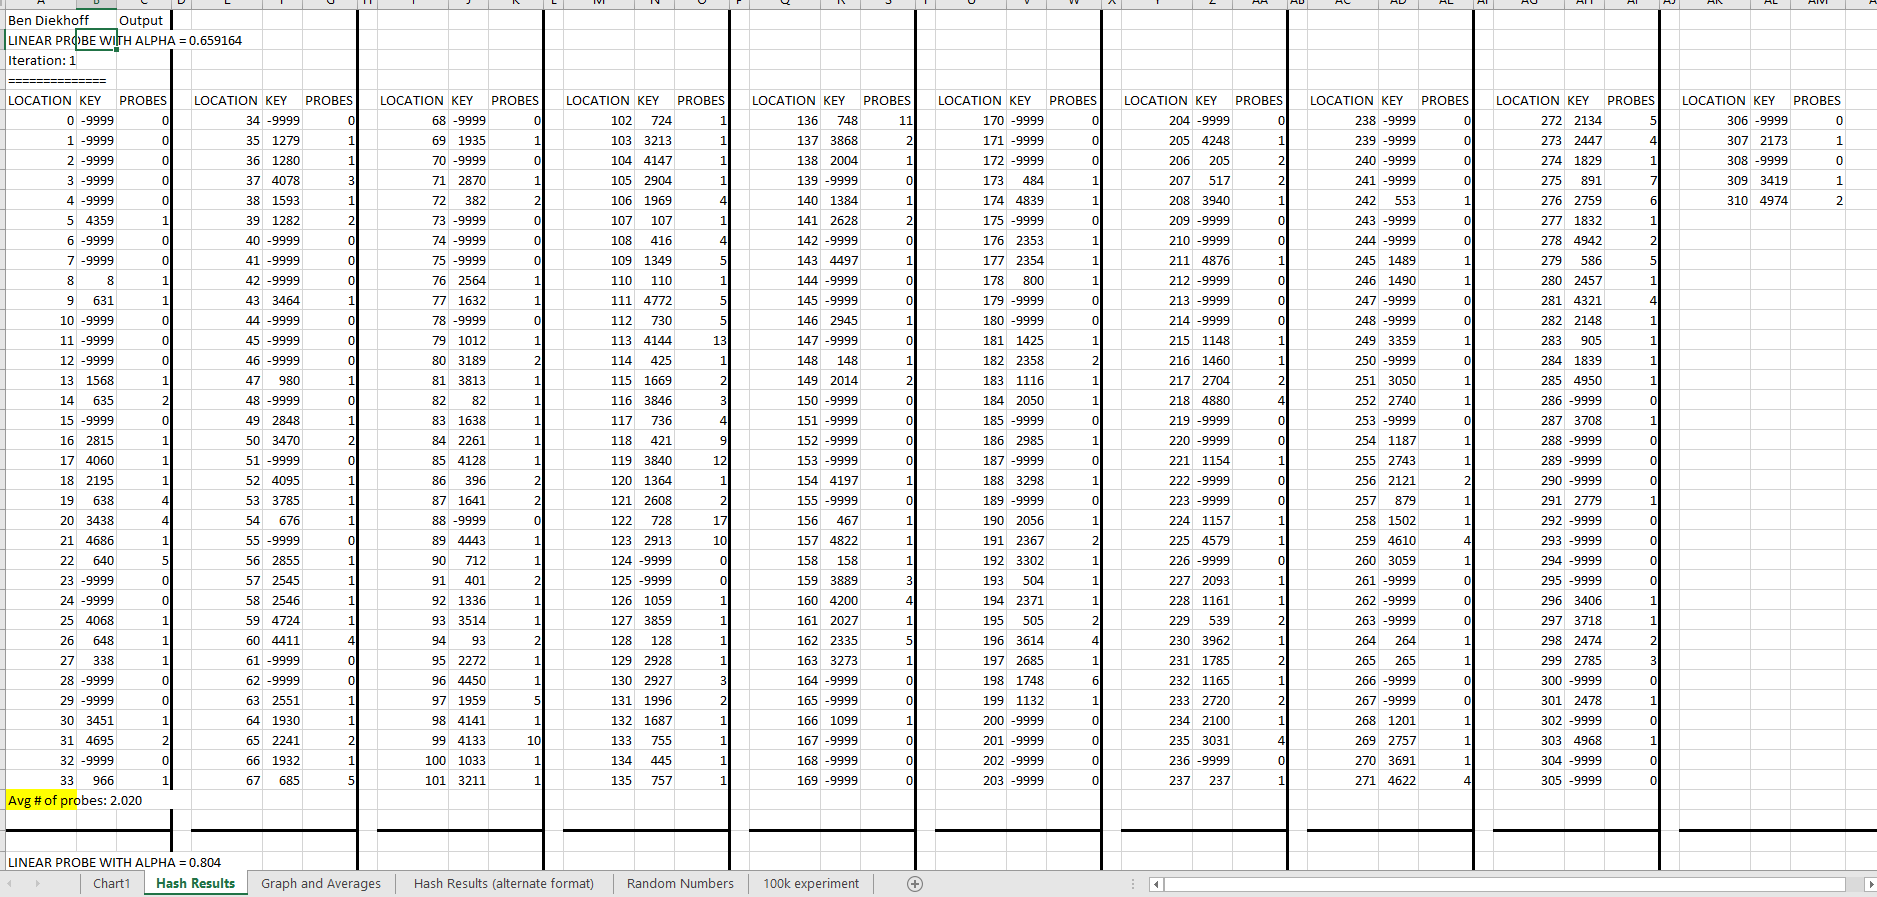 Ben Diekhoff Output
LINEAR PROBE WITH ALPHA = 0.659164
Iteration: 1
==============
LOCATION KEY PROBES LOCATION KEY PROBES LOCATION KEY PROBES LOCATION KEY PROBES LOCATION KEY PROBES LOCATION KEY PROBES LOCATION KEY PROBES LOCATION KEY PROBES LOCATION KEY PROBES LOCATION KEY PROBES
0 -9999 0 34 -9999 0 68 -9999 0 102 724 1 136 748 11 170 -9999 0 204 -9999 0 238 -9999 0 272 2134 5 306 -9999 0
1 -9999 0 35 1279 1 69 1935 1 103 3213 1 137 3868 2 171 -9999 0 205 4248 1 239 -9999 0 273 2447 4 307 2173 1
2 -9999 0 36 1280 1 70 -9999 0 104 4147 1 138 2004 1 172 -9999 0 206 205 2 240 -9999 0 274 1829 1 308 -9999 0
3 -9999 0 37 4078 3 71 2870 1 105 2904 1 139 -9999 0 173 484 1 207 517 2 241 -9999 0 275 891 7 309 3419 1
4 -9999 0 38 1593 1 72 382 2 106 1969 4 140 1384 1 174 4839 1 208 3940 1 242 553 1 276 2759 6 310 4974 2
5 4359 1 39 1282 2 73 -9999 0 107 107 1 141 2628 2 175 -9999 0 209 -9999 0 243 -9999 0 277 1832 1
6 -9999 0 40 -9999 0 74 -9999 0 108 416 4 142 -9999 0 176 2353 1 210 -9999 0 244 -9999 0 278 4942 2
7 -9999 0 41 -9999 0 75 -9999 0 109 1349 5 143 4497 1 177 2354 1 211 4876 1 245 1489 1 279 586 5
8 8 1 42 -9999 0 76 2564 1 110 110 1 144 -9999 0 178 800 1 212 -9999 0 246 1490 1 280 2457 1
9 631 1 43 3464 1 77 1632 1 111 4772 5 145 -9999 0 179 -9999 0 213 -9999 0 247 -9999 0 281 4321 4
10 -9999 0 44 -9999 0 78 -9999 0 112 730 5 146 2945 1 180 -9999 0 214 -9999 0 248 -9999 0 282 2148 1
11 -9999 0 45 -9999 0 79 1012 1 113 4144 13 147 -9999 0 181 1425 1 215 1148 1 249 3359 1 283 905 1
12 -9999 0 46 -9999 0 80 3189 2 114 425 1 148 148 1 182 2358 2 216 1460 1 250 -9999 0 284 1839 1
13 1568 1 47 980 1 81 3813 1 115 1669 2 149 2014 2 183 1116 1 217 2704 2 251 3050 1 285 4950 1
14 635 2 48 -9999 0 82 82 1 116 3846 3 150 -9999 0 184 2050 1 218 4880 4 252 2740 1 286 -9999 0
15 -9999 0 49 2848 1 83 1638 1 117 736 4 151 -9999 0 185 -9999 0 219 -9999 0 253 -9999 0 287 3708 1
16 2815 1 50 3470 2 84 2261 1 118 421 9 152 -9999 0 186 2985 1 220 -9999 0 254 1187 1 288 -9999 0
17 4060 1 51 -9999 0 85 4128 1 119 3840 12 153 -9999 0 187 -9999 0 221 1154 1 255 2743 1 289 -9999 0
18 2195 1 52 4095 1 86 396 2 120 1364 1 154 4197 1 188 3298 1 222 -9999 0 256 2121 2 290 -9999 0
19 638 4 53 3785 1 87 1641 2 121 2608 2 155 -9999 0 189 -9999 0 223 -9999 0 257 879 1 291 2779 1
20 3438 4 54 676 1 88 -9999 0 122 728 17 156 467 1 190 2056 1 224 1157 1 258 1502 1 292 -9999 0
21 4686 1 55 -9999 0 89 4443 1 123 2913 10 157 4822 1 191 2367 2 225 4579 1 259 4610 4 293 -9999 0
22 640 5 56 2855 1 90 712 1 124 -9999 0 158 158 1 192 3302 1 226 -9999 0 260 3059 1 294 -9999 0
23 -9999 0 57 2545 1 91 401 2 125 -9999 0 159 3889 3 193 504 1 227 2093 1 261 -9999 0 295 -9999 0
24 -9999 0 58 2546 1 92 1336 1 126 1059 1 160 4200 4 194 2371 1 228 1161 1 262 -9999 0 296 3406 1
25 4068 1 59 4724 1 93 3514 1 127 3859 1 161 2027 1 195 505 2 229 539 2 263 -9999 0 297 3718 1
26 648 1 60 4411 4 94 93 2 128 128 1 162 2335 5 196 3614 4 230 3962 1 264 264 1 298 2474 2
27 338 1 61 -9999 0 95 2272 1 129 2928 1 163 3273 1 197 2685 1 231 1785 2 265 265 1 299 2785 3
28 -9999 0 62 -9999 0 96 4450 1 130 2927 3 164 -9999 0 198 1748 6 232 1165 1 266 -9999 0 300 -9999 0
29 -9999 0 63 2551 1 97 1959 5 131 1996 2 165 -9999 0 199 1132 1 233 2720 2 267 -9999 0 301 2478 1
30 3451 1 64 1930 1 98 4141 1 132 1687 1 166 1099 1 200 -9999 0 234 2100 1 268 1201 1 302 -9999 0
31 4695 2 65 2241 2 99 4133 10 133 755 1 167 -9999 0 201 -9999 0 235 3031 4 269 2757 1 303 4968 1
32 -9999 0 66 1932 1 100 1033 1 134 445 1 168 -9999 0 202 -9999 0 236 -9999 0 270 3691 1 304 -9999 0
33 966 1 67 685 5 101 3211 1 135 757 1 169 -9999 0 203 -9999 0 237 237 1 271 4622 4 305 -9999 0
Avg # of probes: 2.020
LINEAR PROBE WITH ALPHA = 0.804
Chart1 Hash Results Graph and Averages Hash Results (alternate format) Random Numbers 100k experiment